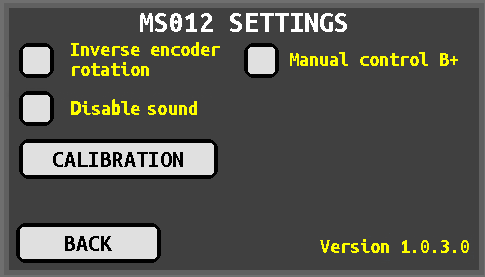 MS012 SETTINGS
Inverse encoder
rotation
Manual control B+
Disable sound
CALIBRATION
BACK
Version 1.0.3.0